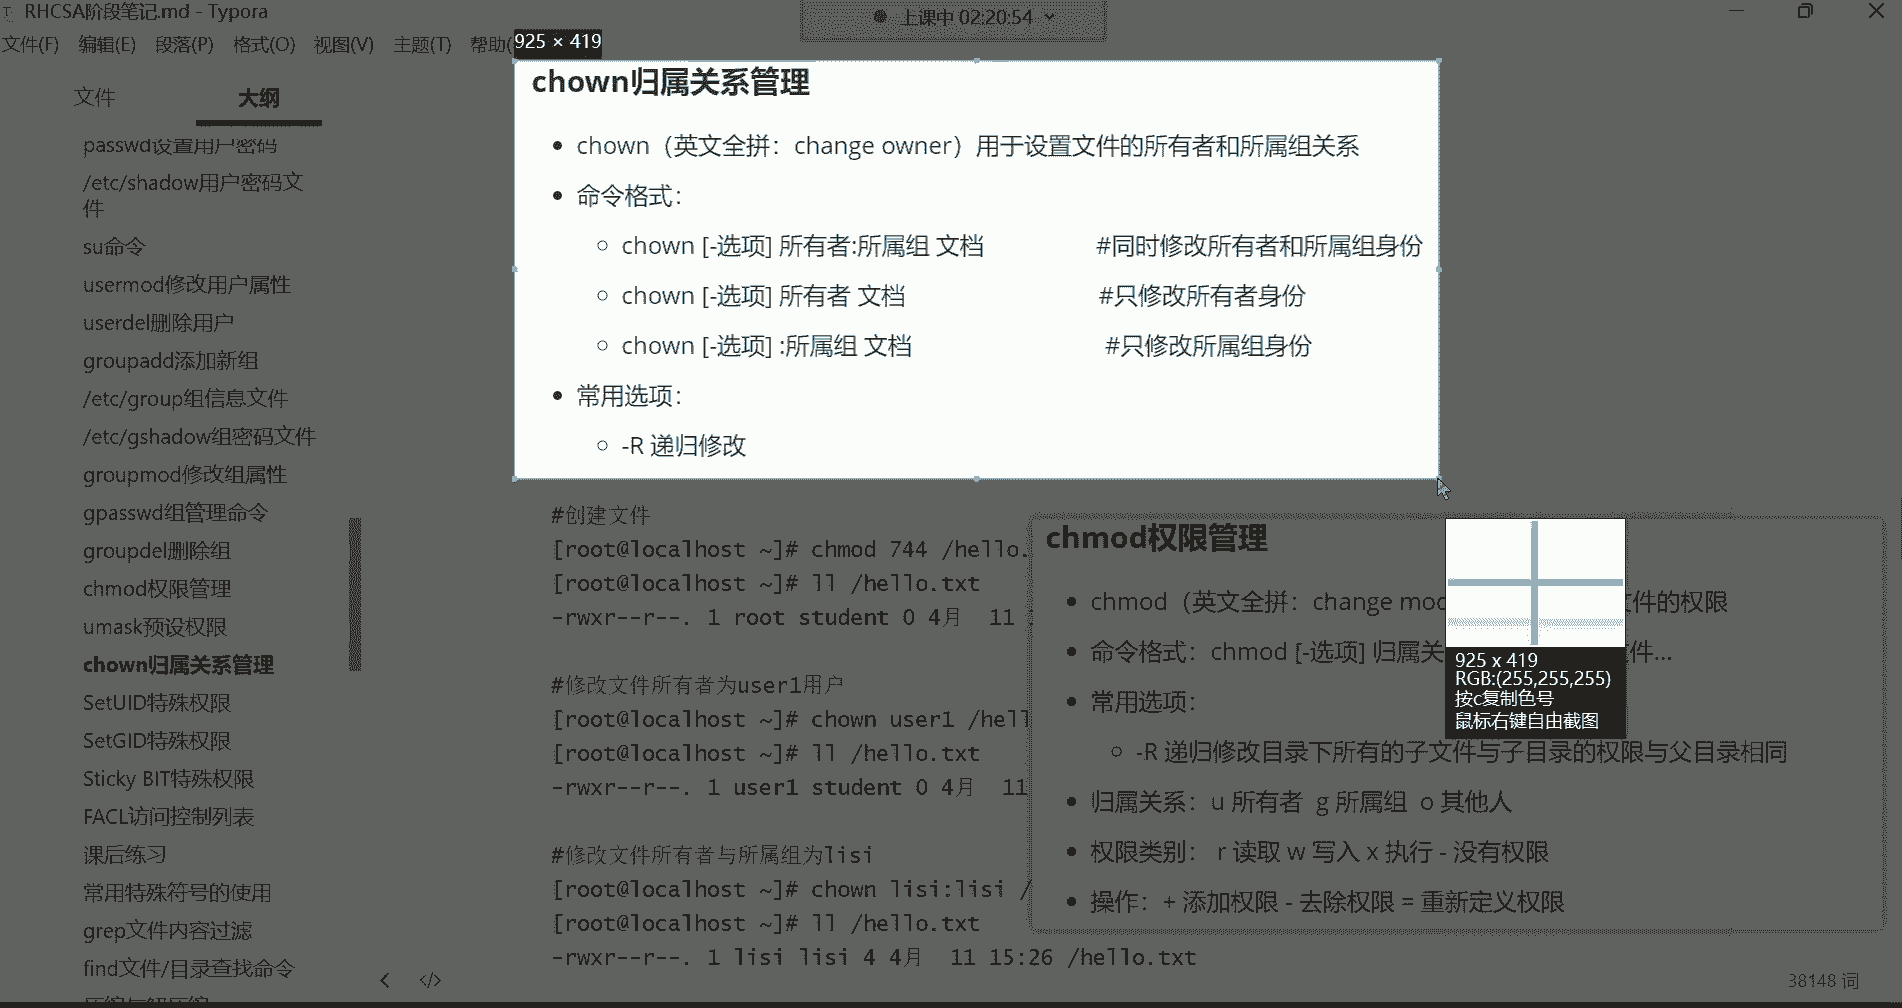 RHCSA阶段笔记.md - Typora
上课中 02:20:54
文件(F) 编辑(E) 段落(P) 格式(O) 视图(V) 主题(T) 帮助(
925 × 419
文件 大纲
passwd设置用户密码
/etc/shadow用户密码文
件
su命令
usermod修改用户属性
userdel删除用户
groupadd添加新组
/etc/group组信息文件
/etc/gshadow组密码文件
groupmod修改组属性
gpasswd组管理命令
groupdel删除组
chmod权限管理
umask预设权限
chown归属关系管理
SetUID特殊权限
SetGID特殊权限
Sticky BIT特殊权限
FACL访问控制列表
课后练习
常用特殊符号的使用
grep文件内容过滤
find文件/目录查找命令
chown归属关系管理
chown（英文全拼：change owner）用于设置文件的所有者和所属组关系
命令格式：
chown [-选项] 所有者:所属组 文档 #同时修改所有者和所属组身份
chown [-选项] 所有者 文档 #只修改所有者身份
chown [-选项] :所属组 文档 #只修改所属组身份
常用选项：
-R 递归修改
#创建文件
[root@localhost ~]# chmod 744 /hello.
[root@localhost ~]# ll /hello.txt
-rwxr--r--. 1 root student 0 4月 11
#修改文件所有者为user1用户
[root@localhost ~]# chown user1 /hell
[root@localhost ~]# ll /hello.txt
-rwxr--r--. 1 user1 student 0 4月 11
#修改文件所有者与所属组为lisi
[root@localhost ~]# chown lisi:lisi /
[root@localhost ~]# ll /hello.txt
-rwxr--r--. 1 lisi lisi 4 4月 11 15:26 /hello.txt
chmod权限管理
chmod（英文全拼：change mod 文件的权限
命令格式：chmod [-选项] 归属关 件...
常用选项：
-R 递归修改目录下所有的子文件与子目录的权限与父目录相同
归属关系：u 所有者 g 所属组 o 其他人
权限类别： r 读取 w 写入 x 执行 - 没有权限
操作：+ 添加权限 - 去除权限 = 重新定义权限
925 x 419
RGB:(255,255,255)
按c复制色号
鼠标右键自由截图
38148 词